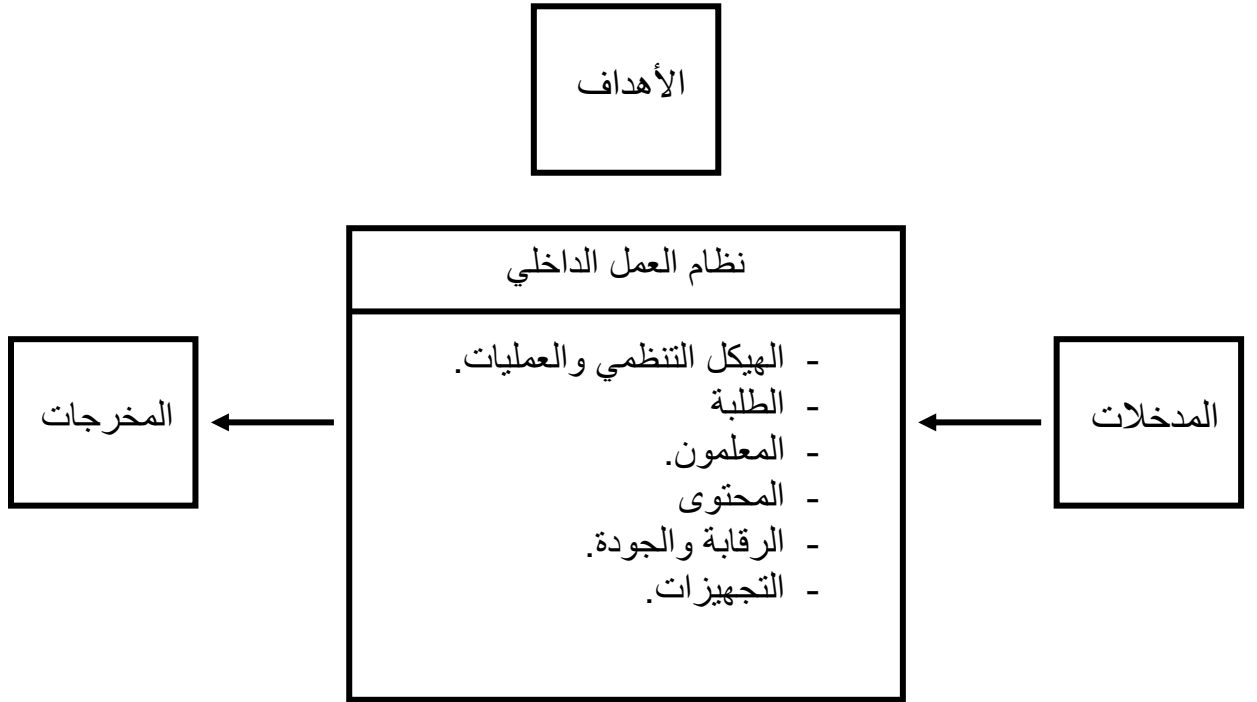 الأهداف
نظام العمل الداخلي
المدخلات
- الهيكل التنظمي والعمليات.
- الطلبة
- المعلمون.
- المحتوى
- الرقابة والجودة.
- التجهيزات.
المخرجات